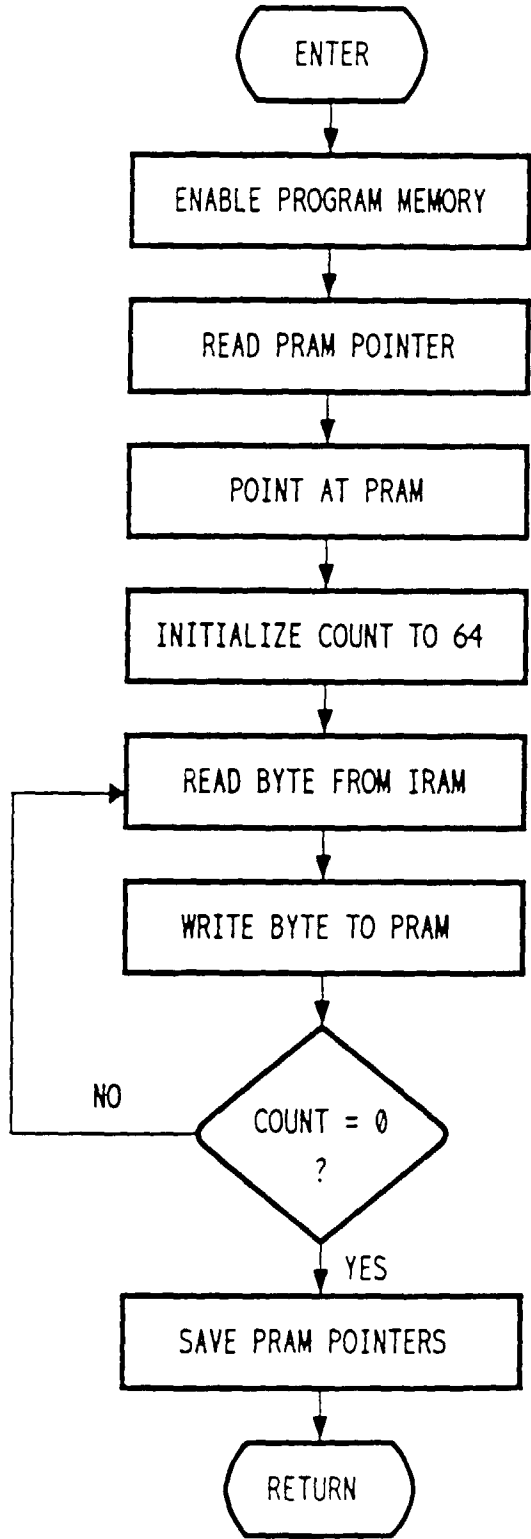 ENTER
ENABLE PROGRAM MEMORY
READ PRAM POINTER
POINT AT PRAM
INITIALIZE COUNT TO 64
READ BYTE FROM IRAM
WRITE BYTE TO PRAM
NO
COUNT = 0
?
YES
SAVE PRAM POINTERS
RETURN